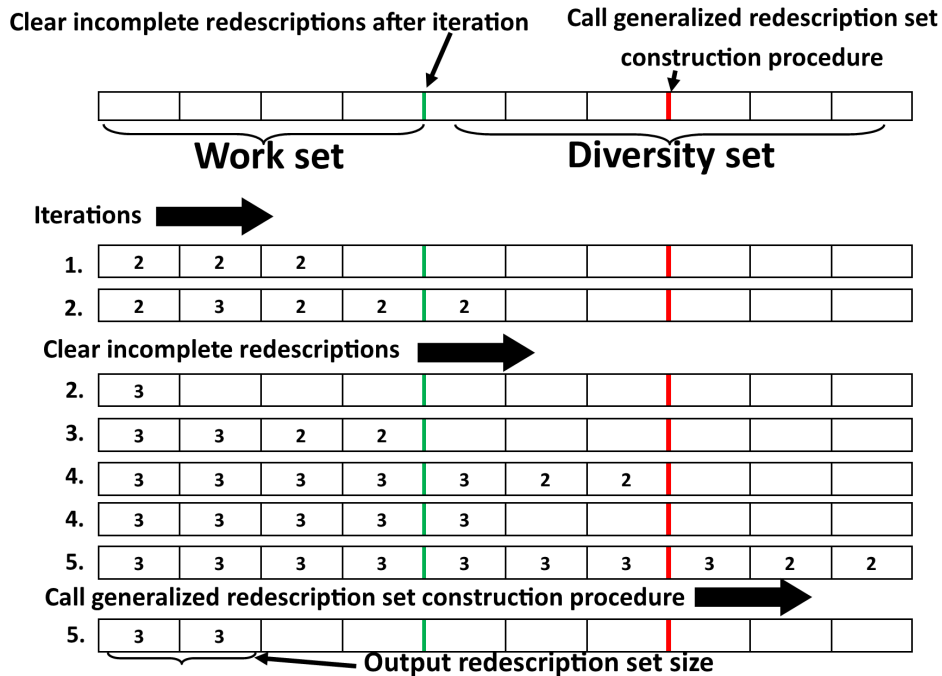 Clear incomplete redescriptions after iteration
Call generalized redescription set
construction procedure
Work set
Diversity set
Iterations
1. 2 2 2
2. 2 3 2 2 2
Clear incomplete redescriptions
2. 3
3. 3 3 2 2
4. 3 3 3 3 3 2 2
4. 3 3 3 3 3
5. 3 3 3 3 3 3 3 3 2 2
Call generalized redescription set construction procedure
5. 3 3
Output redescription set size